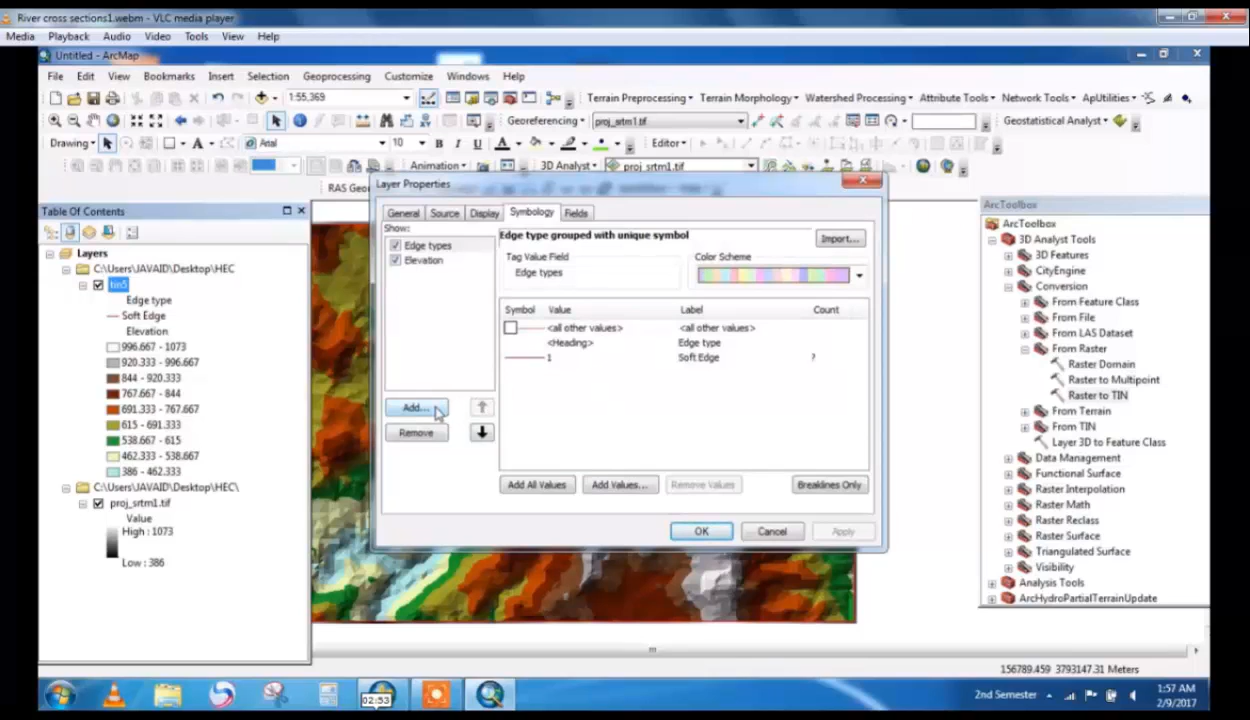 River cross sections1.webm - VLC media player
Media Playback Audio Video Tools View Help
Untitled - ArcMap
File Edit View Bookmarks Insert Selection Geoprocessing Customize Windows Help
1:55,369 Terrain Preprocessing Terrain Morphology Watershed Processing Attribute Tools Network Tools ApUtilities
Georeferencing proj_srtm1.tif Geostatistical Analyst
Drawing A Arial 10 B I U A Editor
Animation 3D Analyst proj_srtm1.tif
RAS Geo
Layer Properties
Table Of Contents
Layers
C:\Users\JAVAID\Desktop\HEC
tin5
Edge type
Soft Edge
Elevation
996.667 - 1073
920.333 - 996.667
844 - 920.333
767.667 - 844
691.333 - 767.667
615 - 691.333
538.667 - 615
462.333 - 538.667
386 - 462.333
C:\Users\JAVAID\Desktop\HEC\
proj_srtm1.tif
Value
High : 1073
Low : 386
General Source Display Symbology Fields
Show:
Edge types
Elevation
Add...
Remove
Edge type grouped with unique symbol
Import...
Tag Value Field
Edge types
Color Scheme
Symbol Value Label Count
<all other values> <all other values>
<Heading> Edge type
1 Soft Edge ?
Add All Values Add Values... Remove Values Breaklines Only
OK Cancel Apply
ArcToolbox
ArcToolbox
3D Analyst Tools
3D Features
CityEngine
Conversion
From Feature Class
From File
From LAS Dataset
From Raster
Raster Domain
Raster to Multipoint
Raster to TIN
From Terrain
From TIN
Layer 3D to Feature Class
Data Management
Functional Surface
Raster Interpolation
Raster Math
Raster Reclass
Raster Surface
Triangulated Surface
Visibility
Analysis Tools
ArcHydroPartialTerrainUpdate
156789.459 3793147.31 Meters
02:53
2nd Semester
1:57 AM
2/9/2017